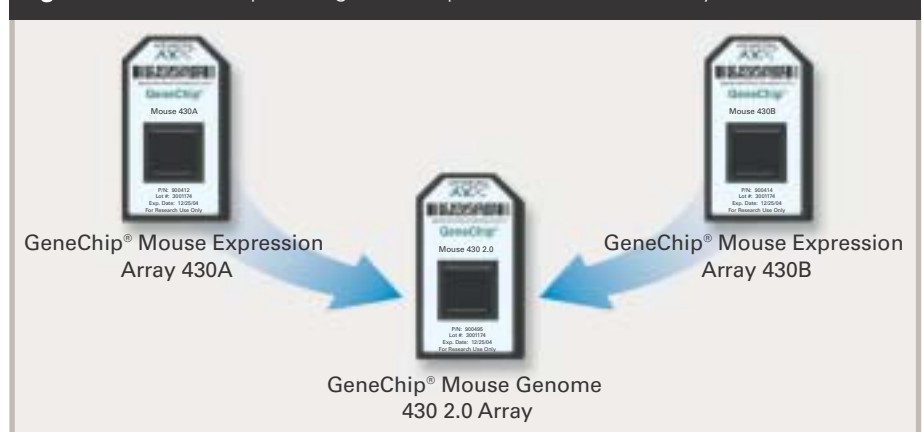 GeneChip®
Mouse 430A
P/N: 900412
Lot #: 3001174
Exp. Date: 12/25/04
For Research Use Only
GeneChip® Mouse Expression
Array 430A
GeneChip®
Mouse 430B
P/N: 900414
Lot #: 3001174
Exp. Date: 12/25/04
For Research Use Only
GeneChip® Mouse Expression
Array 430B
GeneChip®
Mouse 430 2.0
P/N: 900495
Lot #: 3001174
Exp. Date: 12/25/04
For Research Use Only
GeneChip® Mouse Genome
430 2.0 Array